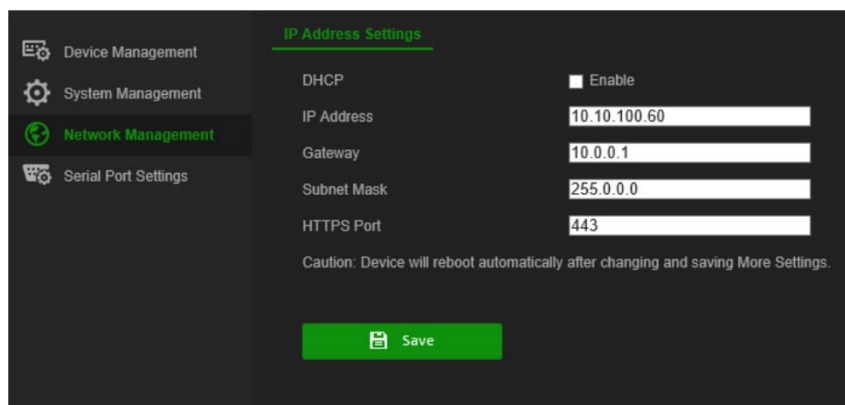 Device Management
System Management
Network Management
Serial Port Settings
IP Address Settings
DHCP Enable
IP Address 10.10.100.60
Gateway 10.0.0.1
Subnet Mask 255.0.0.0
HTTPS Port 443
Caution: Device will reboot automatically after changing and saving More Settings.
Save